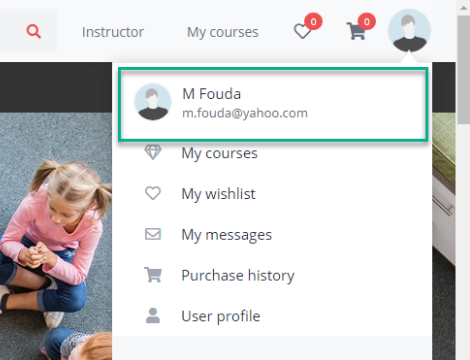 Instructor
My courses
0
0
M Fouda
m.fouda@yahoo.com
My courses
My wishlist
My messages
Purchase history
User profile